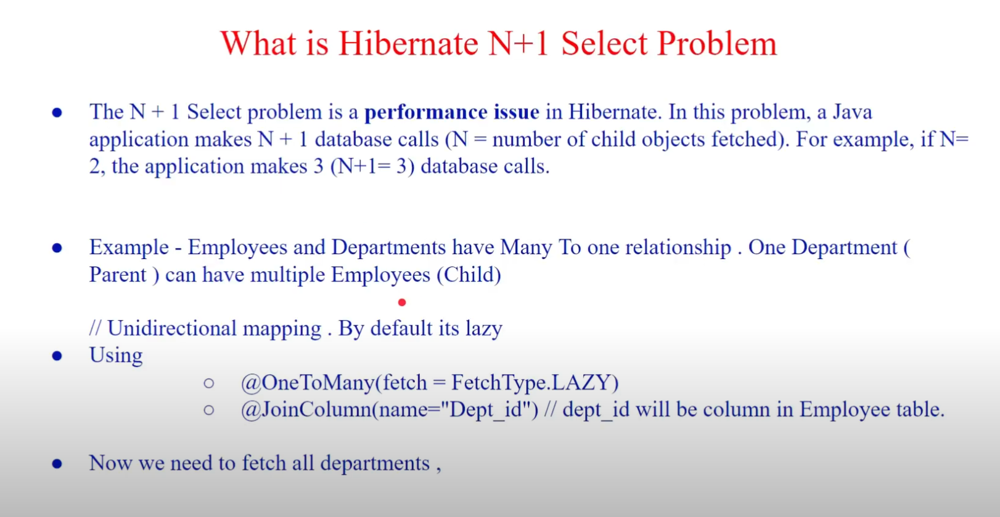 What is Hibernate N+1 Select Problem
● The N + 1 Select problem is a performance issue in Hibernate. In this problem, a Java
application makes N + 1 database calls (N = number of child objects fetched). For example, if N=
2, the application makes 3 (N+1= 3) database calls.
● Example - Employees and Departments have Many To one relationship . One Department (
Parent ) can have multiple Employees (Child)
// Unidirectional mapping . By default its lazy
● Using
○ @OneToMany(fetch = FetchType.LAZY)
○ @JoinColumn(name="Dept_id") // dept_id will be column in Employee table.
● Now we need to fetch all departments ,